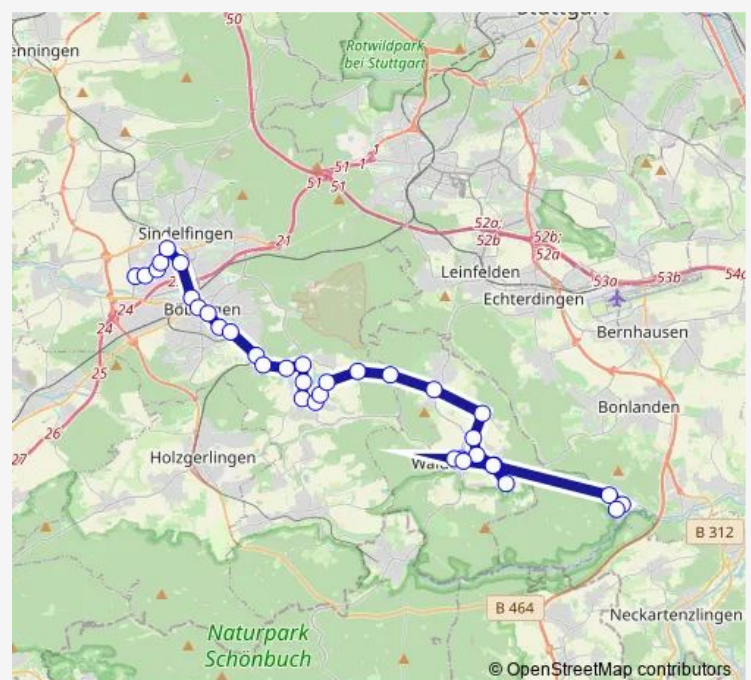 Stuttgart
enningen
50
Rotwildpark
bei Stuttgart
1
51 1
51
51
Sindelfingen
21
52a;
52b
52b;
52a
Leinfelden
53a
53b
54c
Echterdingen
24
24
Bernhausen
25
Bonlanden
26
27
Holzgerlingen
B 312
B 464
Neckartenzlingen
Naturpark
Schönbuch
© OpenStreetMap contributors